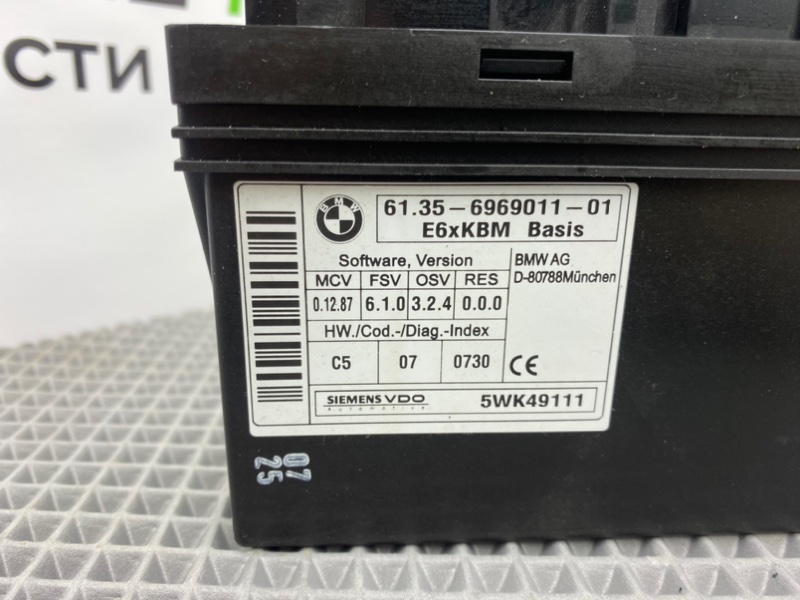 СТИ
BMW
61.35-6969011-01
E6xKBM Basis
Software, Version
MCV FSV OSV RES
0.12.87 6.1.0 3.2.4 0.0.0
HW./Cod.-/Diag.-Index
C5 07 0730
BMW AG
D-80788München
CE
SIEMENS VDO
Automotive
5WK49111
07
25